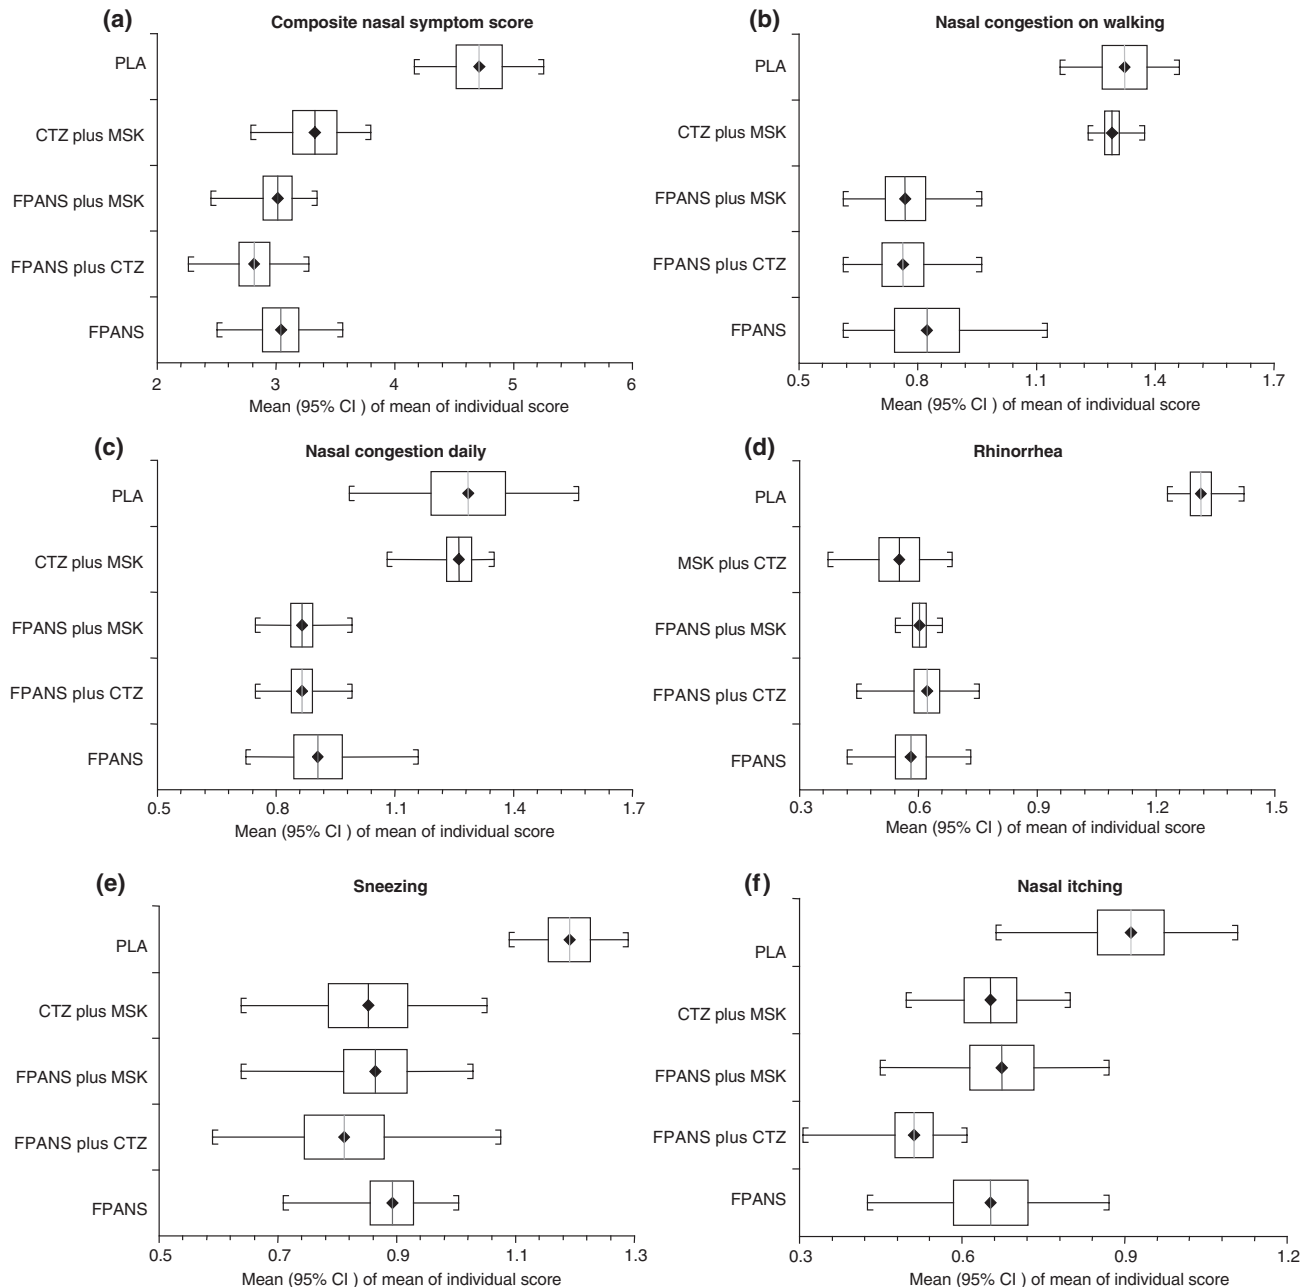 (a) Composite nasal symptom score
PLA
CTZ plus MSK
FPANS plus MSK
FPANS plus CTZ
FPANS
2 3 4 5 6
Mean (95% CI ) of mean of individual score
(b) Nasal congestion on walking
PLA
CTZ plus MSK
FPANS plus MSK
FPANS plus CTZ
FPANS
0.5 0.8 1.1 1.4 1.7
Mean (95% CI ) of mean of individual score
(c) Nasal congestion daily
PLA
CTZ plus MSK
FPANS plus MSK
FPANS plus CTZ
FPANS
0.5 0.8 1.1 1.4 1.7
Mean (95% CI ) of mean of individual score
(d) Rhinorrhea
PLA
MSK plus CTZ
FPANS plus MSK
FPANS plus CTZ
FPANS
0.3 0.6 0.9 1.2 1.5
Mean (95% CI ) of mean of individual score
(e) Sneezing
PLA
CTZ plus MSK
FPANS plus MSK
FPANS plus CTZ
FPANS
0.5 0.7 0.9 1.1 1.3
Mean (95% CI ) of mean of individual score
(f) Nasal itching
PLA
CTZ plus MSK
FPANS plus MSK
FPANS plus CTZ
FPANS
0.3 0.6 0.9 1.2
Mean (95% CI ) of mean of individual score